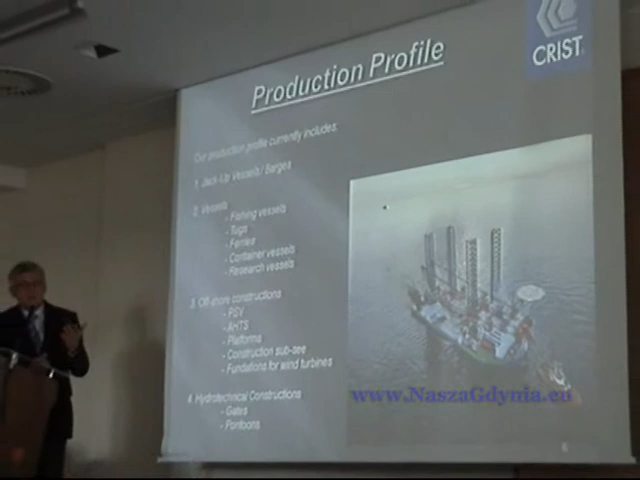 Production Profile
CRIST
Our production profile currently includes:
1. Jack-Up Vessels / Barges
2. Vessels
- Fishing vessels
- Tugs
- Ferries
- Container vessels
- Research vessels
3. Off-shore constructions
- PSV
- AHTS
- Platforms
- Construction sub-zee
- Fundations for wind turbines
4. Hydrotechnical Constructions
- Gates
- Pontoons
www.NaszaGdynia.eu
6